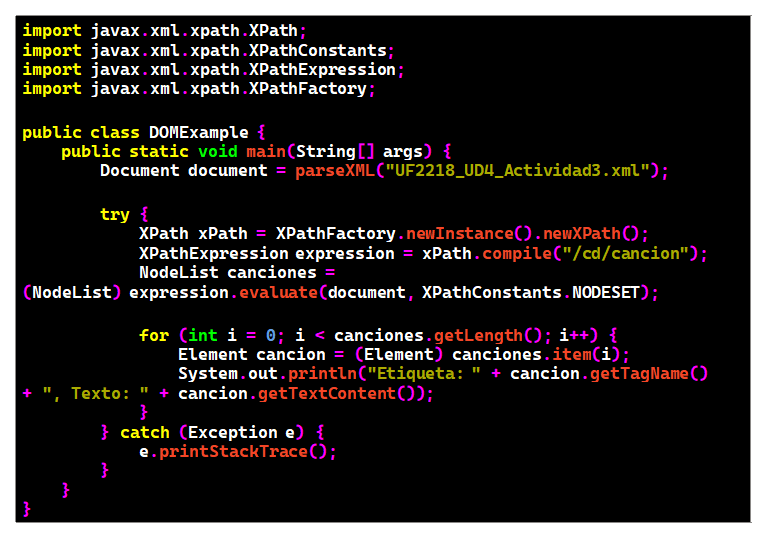 import javax.xml.xpath.XPath;
import javax.xml.xpath.XPathConstants;
import javax.xml.xpath.XPathExpression;
import javax.xml.xpath.XPathFactory;

public class DOMExample {
    public static void main(String[] args) {
        Document document = parseXML("UF2218_UD4_Actividad3.xml");

        try {
            XPath xPath = XPathFactory.newInstance().newXPath();
            XPathExpression expression = xPath.compile("/cd/cancion");
            NodeList canciones =
(NodeList) expression.evaluate(document, XPathConstants.NODESET);

            for (int i = 0; i < canciones.getLength(); i++) {
                Element cancion = (Element) canciones.item(i);
                System.out.println("Etiqueta: " + cancion.getTagName()
+ ", Texto: " + cancion.getTextContent());
            }
        } catch (Exception e) {
            e.printStackTrace();
        }
    }
}